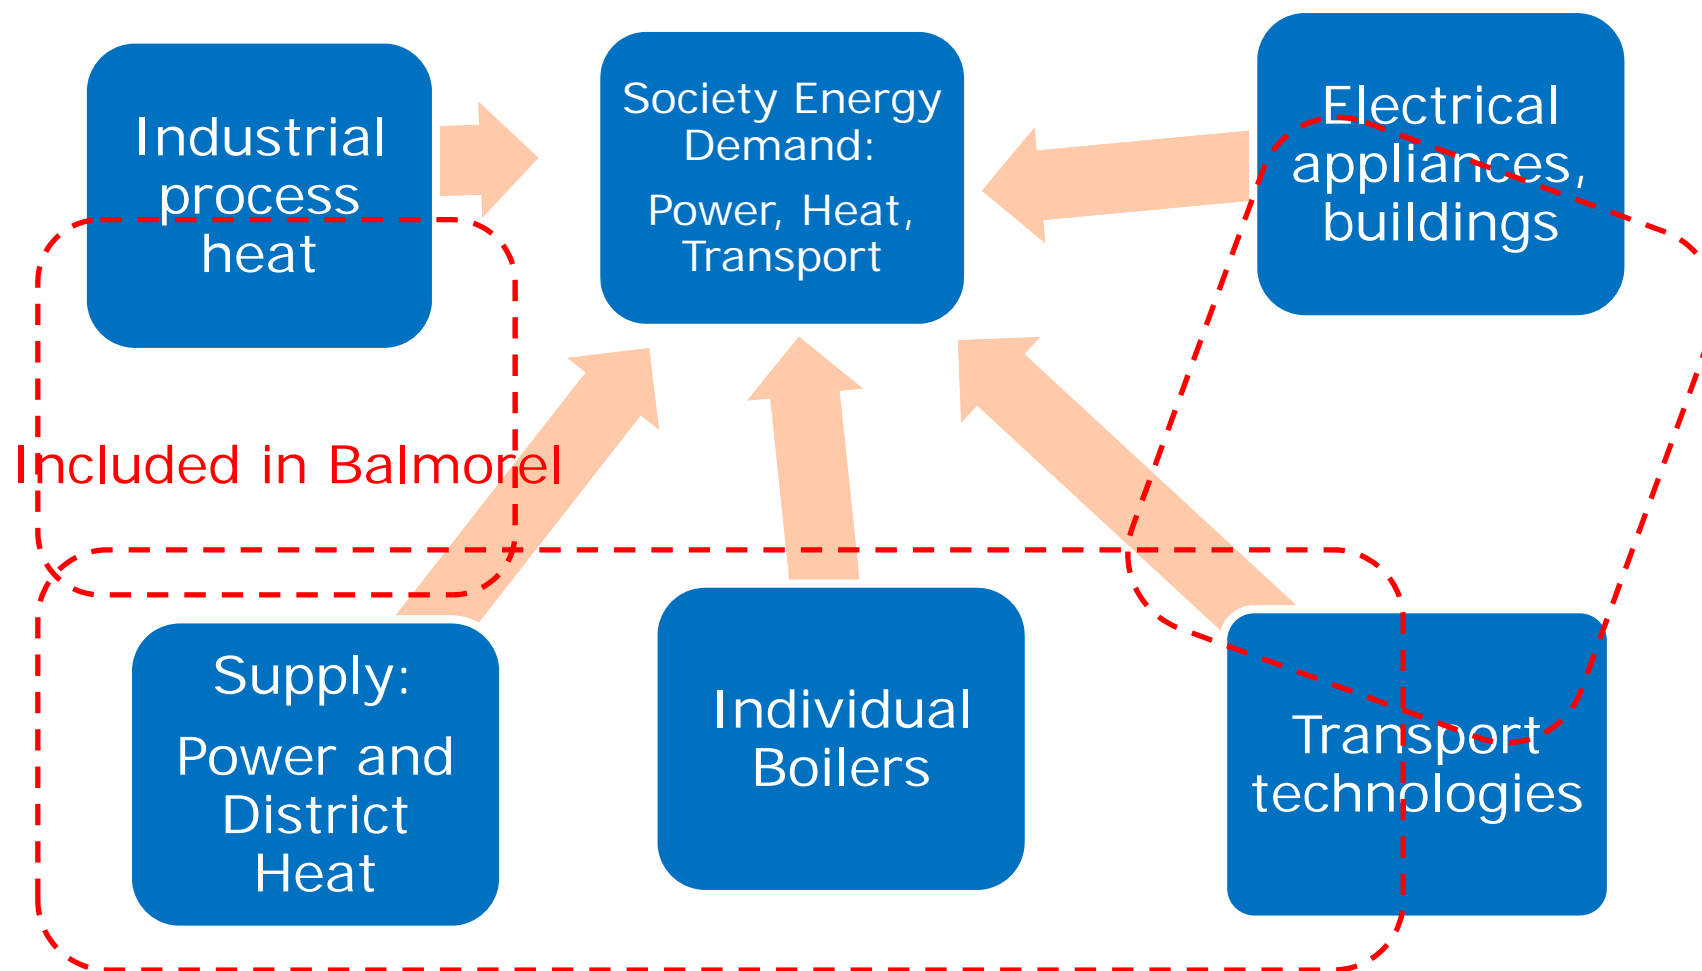 Industrial
process
heat
Society Energy
Demand:
Power, Heat,
Transport
Electrical
appliances,
buildings
Included in Balmorel
Supply:
Power and
District
Heat
Individual
Boilers
Transport
technologies